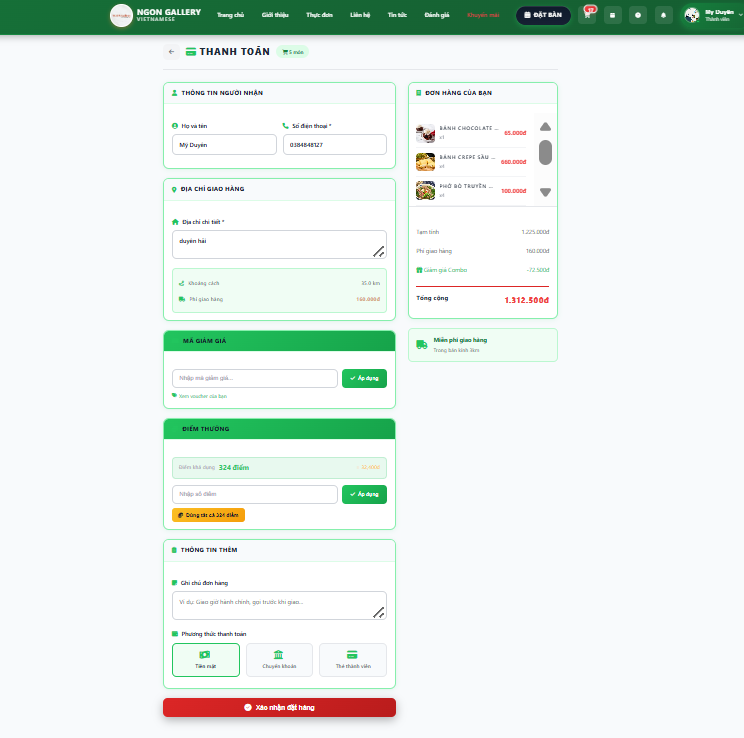 NGON GALLERY
VIETNAMESE
Trang chủ
Giới thiệu
Thực đơn
Liên hệ
Tin tức
Đánh giá
Khuyến mãi
ĐẶT BÀN
My Duyên
Thành viên
THANH TOÁN
5 món
THÔNG TIN NGƯỜI NHẬN
Họ và tên
Số điện thoại *
Mỹ Duyên
0384848127
ĐỊA CHỈ GIAO HÀNG
Địa chỉ chi tiết *
duyên hải
Khoảng cách
35.0 km
Phí giao hàng
160.000đ
MÃ GIẢM GIÁ
Nhập mã giảm giá...
Áp dụng
Xem voucher của bạn
ĐIỂM THƯỞNG
Điểm khả dụng
324 điểm
Nhập số điểm
Áp dụng
Dùng tất cả 324 điểm
THÔNG TIN THÊM
Ghi chú đơn hàng
Ví dụ: Giao giờ hành chính, gọi trước khi giao...
Phương thức thanh toán
Tiền mặt
Chuyển khoản
Thẻ thành viên
Xác nhận đặt hàng
ĐƠN HÀNG CỦA BẠN
BÁNH CHOCOLATE ...
65.000đ
BÁNH CREPE SẦU ...
660.000đ
PHỞ BÒ TRUYỀN ...
100.000đ
Tạm tính
1.225.000đ
Phí giao hàng
160.000đ
Giảm giá Combo
-72.500đ
Tổng cộng
1.312.500đ
Miễn phí giao hàng
Trong bán kính 3km